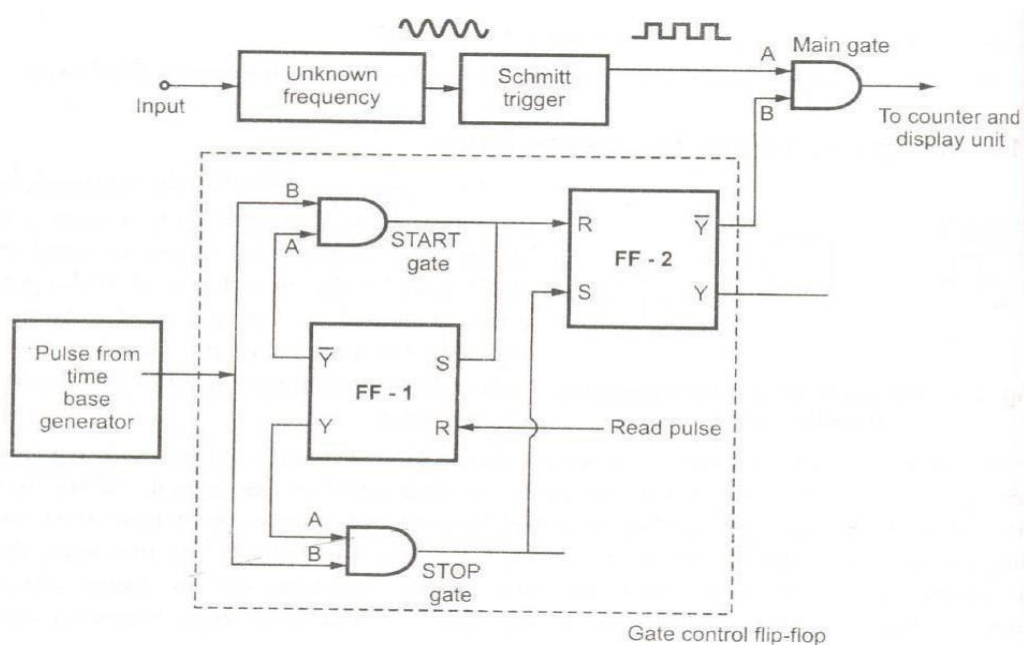 Input
Unknown
frequency
Schmitt
trigger
A
B
Main gate
To counter and
display unit
B
A
START
gate
R
S
FF - 2
Y̅
Y
Pulse from
time
base
generator
Y̅
Y
FF - 1
S
R
Read pulse
A
B
STOP
gate
Gate control flip-flop